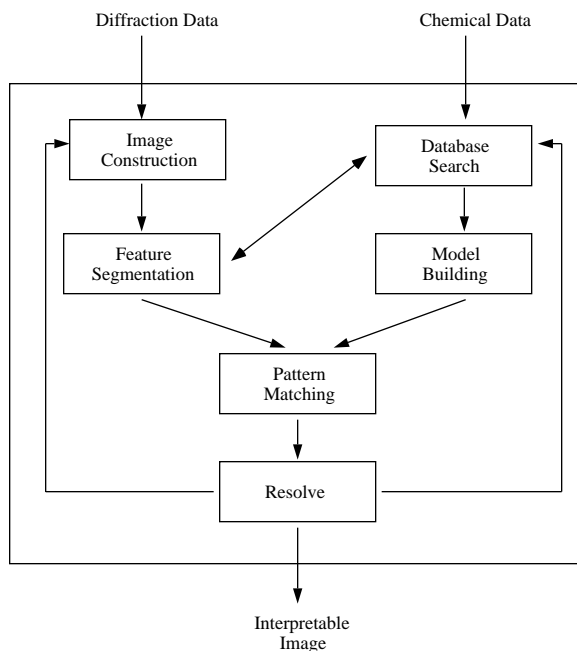 Diffraction Data
Chemical Data
Image
Construction
Database
Search
Feature
Segmentation
Model
Building
Pattern
Matching
Resolve
Interpretable
Image